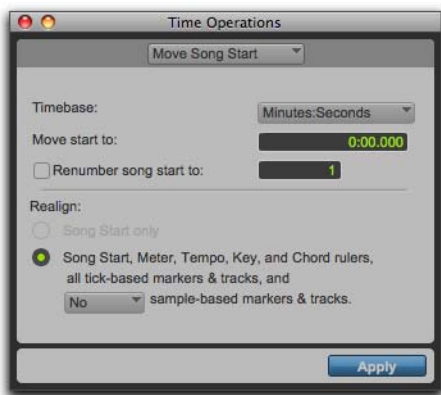 Time Operations
Move Song Start
Timebase: Minutes:Seconds
Move start to: 0:00.000
Renumber song start to: 1
Realign:
Song Start only
Song Start, Meter, Tempo, Key, and Chord rulers,
all tick-based markers & tracks, and
No sample-based markers & tracks.
Apply